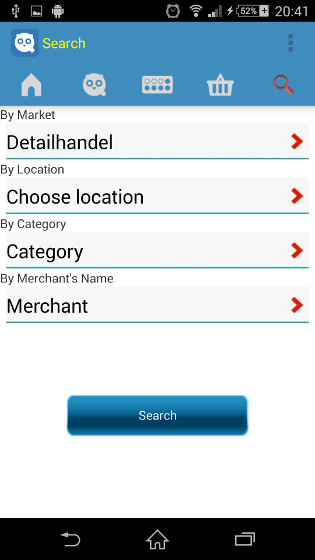 52%
20:41
Search
By Market
Detailhandel
By Location
Choose location
By Category
Category
By Merchant's Name
Merchant
Search